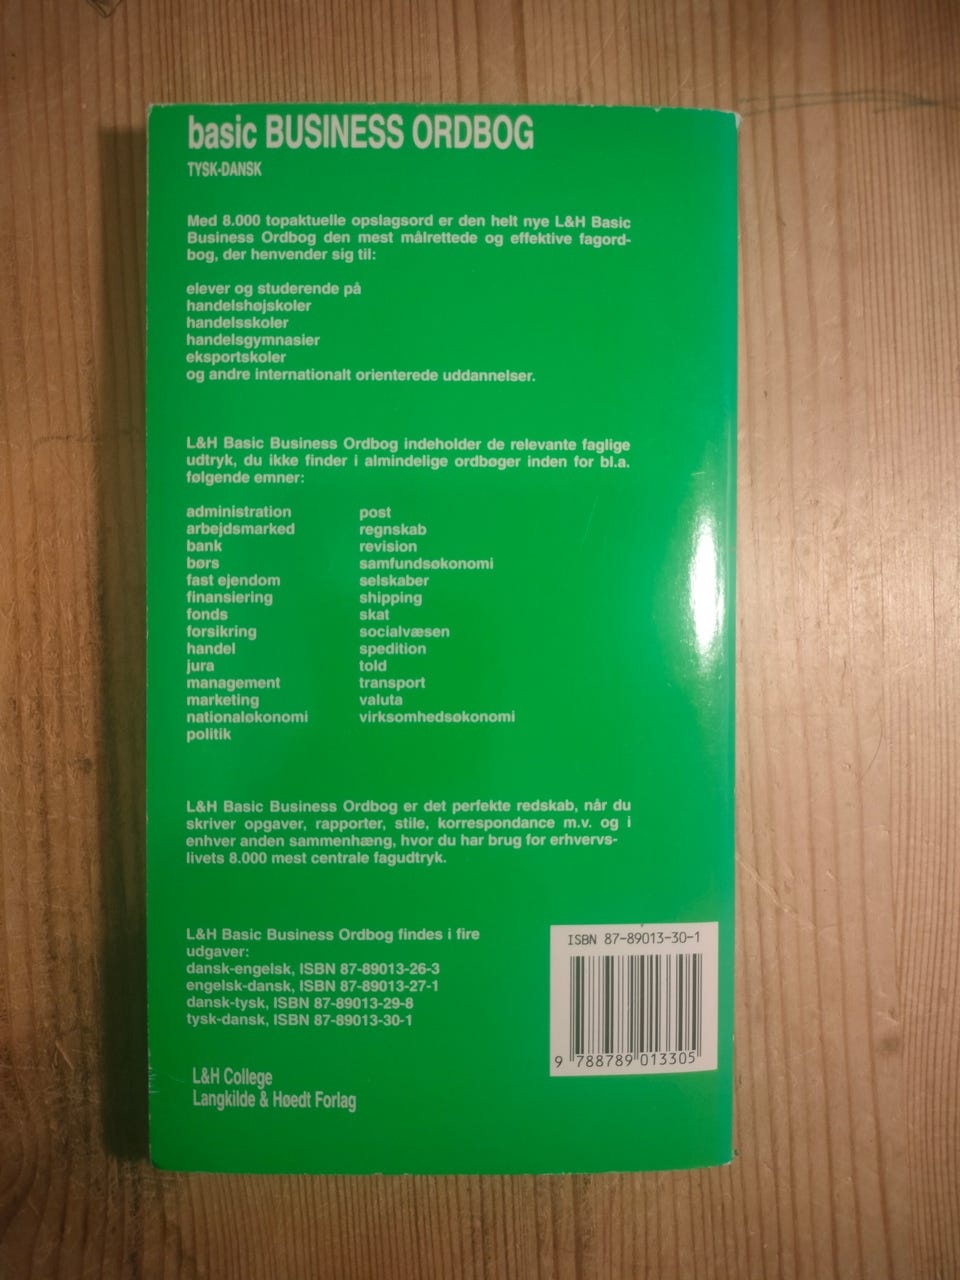 basic BUSINESS ORDBOG
TYSK-DANSK
Med 8.000 topaktuelle opslagsord er den helt nye L&H Basic
Business Ordbog den mest målrettede og effektive fagord-
bog, der henvender sig til:
elever og studerende på
handelshøjskoler
handelsskoler
handelsgymnasier
eksportskoler
og andre internationalt orienterede uddannelser.
L&H Basic Business Ordbog indeholder de relevante faglige
udtryk, du ikke finder i almindelige ordbøger inden for bl.a.
følgende emner:
administration
arbejdsmarked
bank
børs
fast ejendom
finansiering
fonds
forsikring
handel
jura
management
marketing
nationaløkonomi
politik
post
regnskab
revision
samfundsøkonomi
selskaber
shipping
skat
socialvæsen
spedition
told
transport
valuta
virksomhedsøkonomi
L&H Basic Business Ordbog er det perfekte redskab, når du
skriver opgaver, rapporter, stile, korrespondance m.v. og i
enhver anden sammenhæng, hvor du har brug for erhvervs-
livets 8.000 mest centrale fagudtryk.
L&H Basic Business Ordbog findes i fire
udgaver:
dansk-engelsk, ISBN 87-89013-26-3
engelsk-dansk, ISBN 87-89013-27-1
dansk-tysk, ISBN 87-89013-29-8
tysk-dansk, ISBN 87-89013-30-1
L&H College
Langkilde & Høedt Forlag
ISBN 87-89013-30-1
9 788789 013305